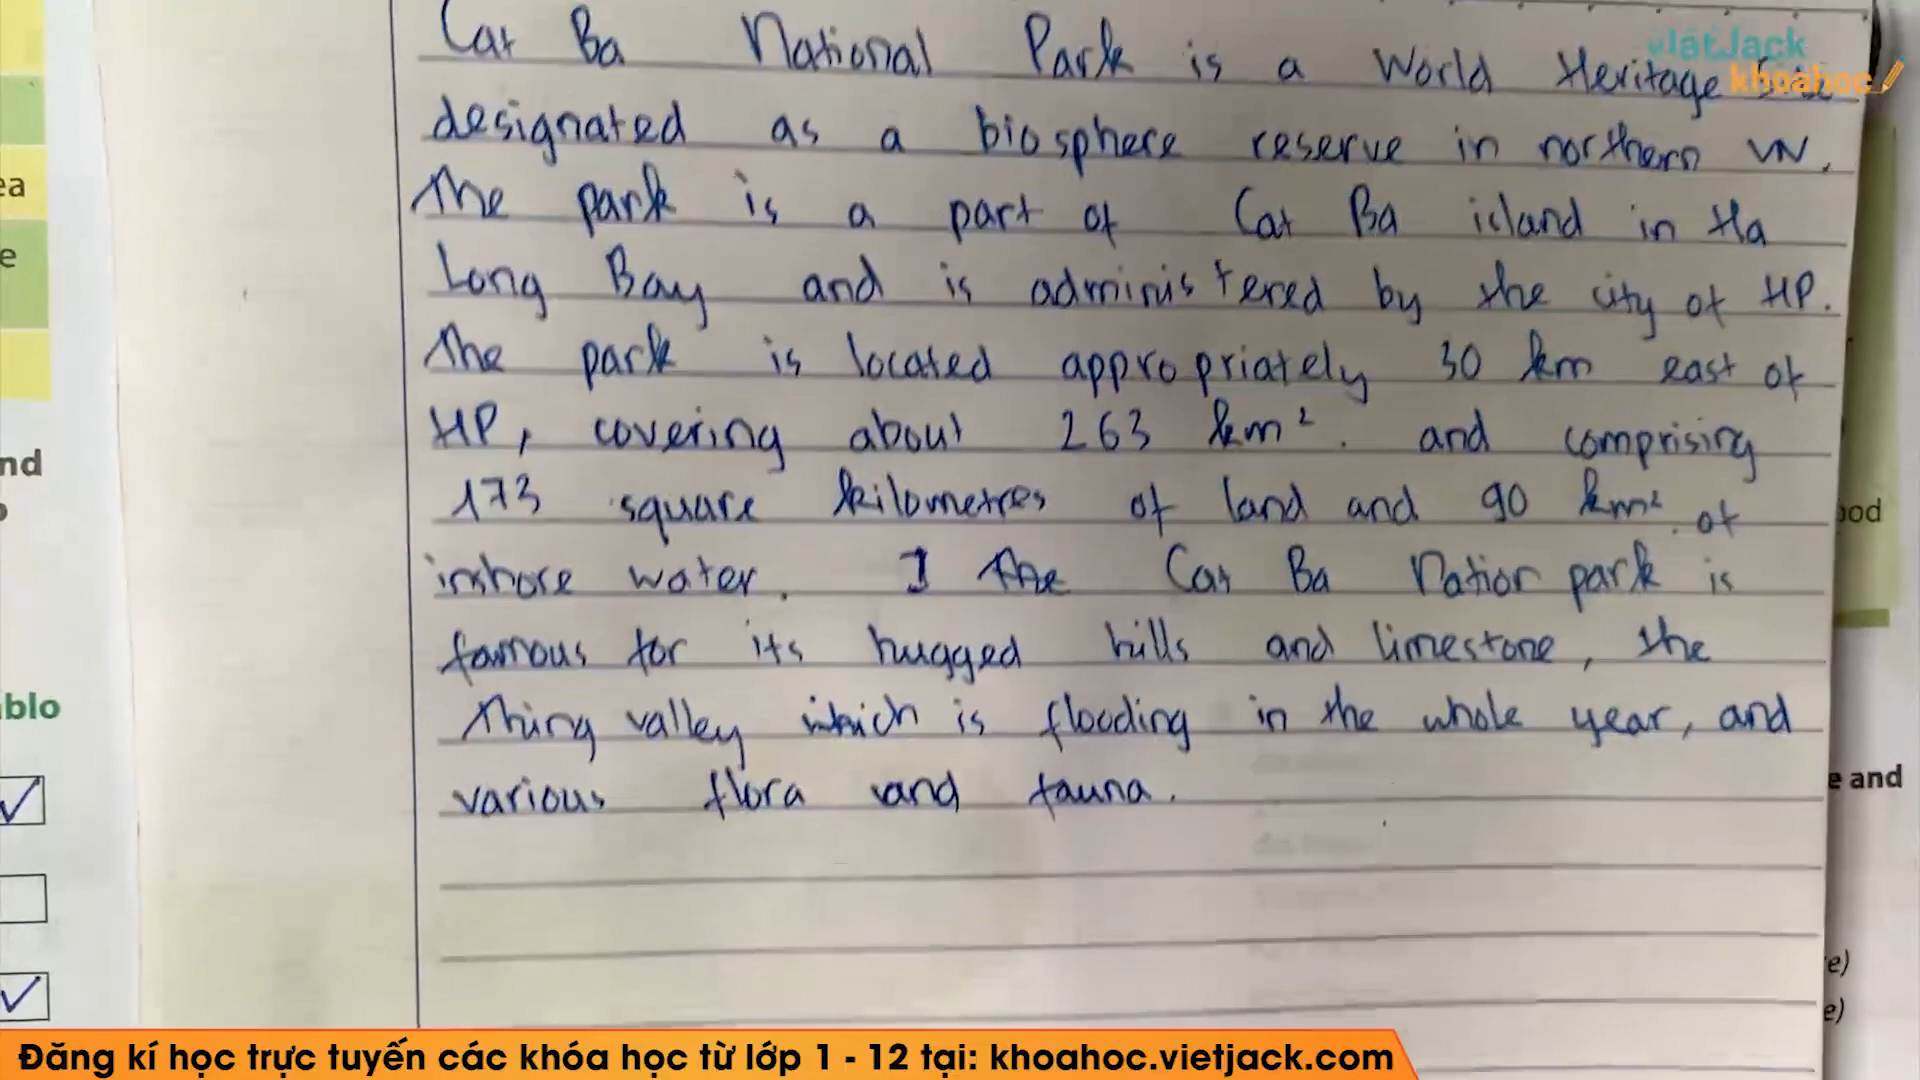 vietJack
khoahoc
Cat Ba National Park is a World Heritage
designated as a biosphere reserve in northern VN.
The park is a part of Cat Ba island in Ha
Long Bay and is administered by the city of HP.
The park is located appropriately 30 km east of
HP, covering about 263 km². and comprising
173 square kilometres of land and 90 km² of
inshore water. I The Cat Ba Nation park is
famous for its hugged hills and limestone, the
Thing valley which is flooding in the whole year, and
various flora and fauna.
ea
e
nd
blo
ood
e and
e)
e)
Đăng kí học trực tuyến các khóa học từ lớp 1 - 12 tại: khoahoc.vietjack.com